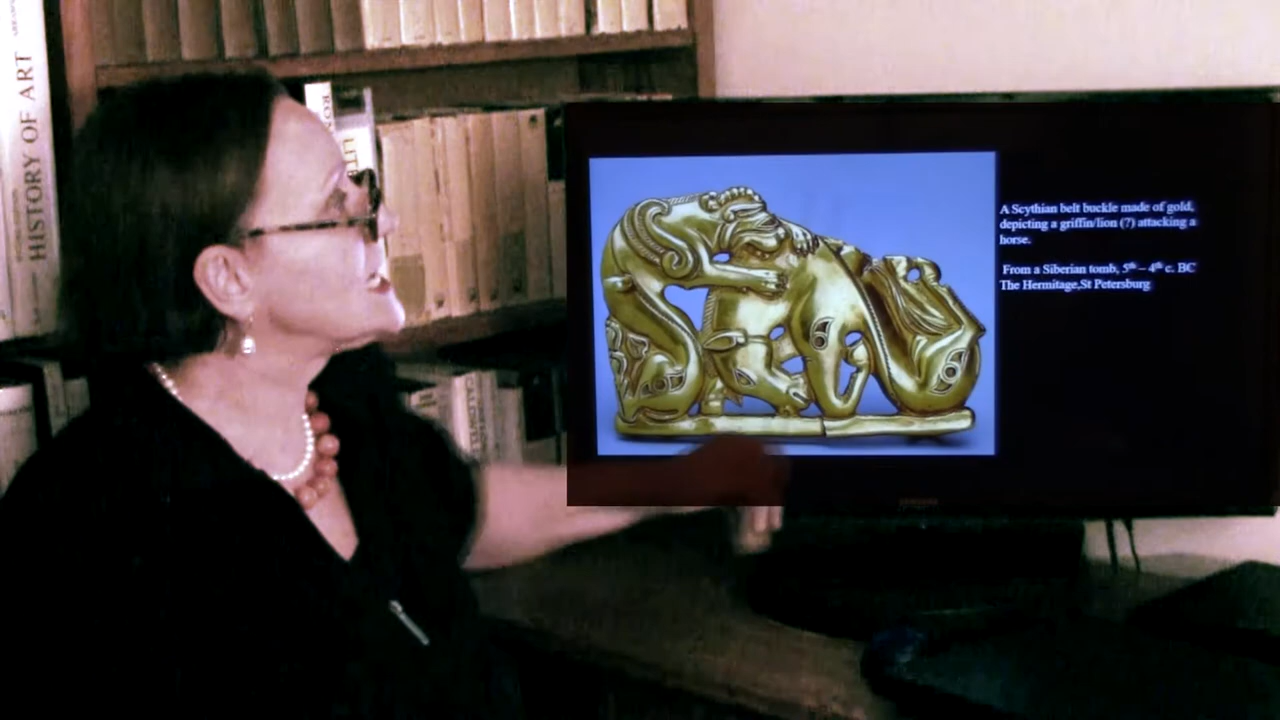 HISTORY OF ART
A Scythian belt buckle made of gold,
depicting a griffin/lion (?) attacking a
horse.
From a Siberian tomb, 5th – 4th c. BC
The Hermitage,St Petersburg